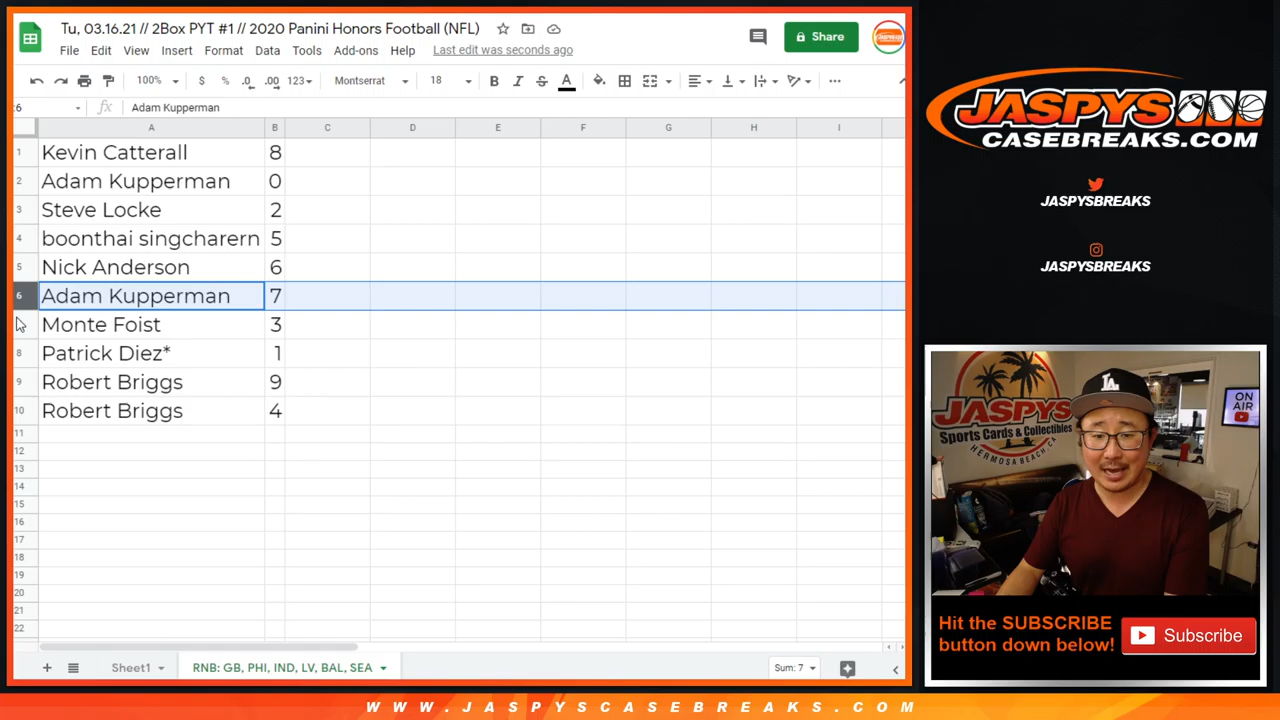 Tu, 03.16.21 // 2Box PYT #1 // 2020 Panini Honors Football (NFL)
File Edit View Insert Format Data Tools Add-ons Help Last edit was seconds ago
Share
100% $ % .0 .00 123 Montserrat 18 B I S A
:6 fx Adam Kupperman
A B C D E F G H I
1 Kevin Catterall 8
2 Adam Kupperman 0
3 Steve Locke 2
4 boonthai singcharern 5
5 Nick Anderson 6
6 Adam Kupperman 7
Monte Foist 3
8 Patrick Diez* 1
9 Robert Briggs 9
10 Robert Briggs 4
11
12
13
14
15
16
17
18
19
20
21
22
Sheet1 RNB: GB, PHI, IND, LV, BAL, SEA Sum: 7
JASPYS
CASEBREAKS.COM
JASPYSBREAKS
JASPYSBREAKS
JASPYS
Sports Cards & Collectibles
HERMOSA BEACH, CA
LA
ON
AIR
Hit the SUBSCRIBE
button down below!
Subscribe
WWW.JASPYSCASEBREAKS.COM